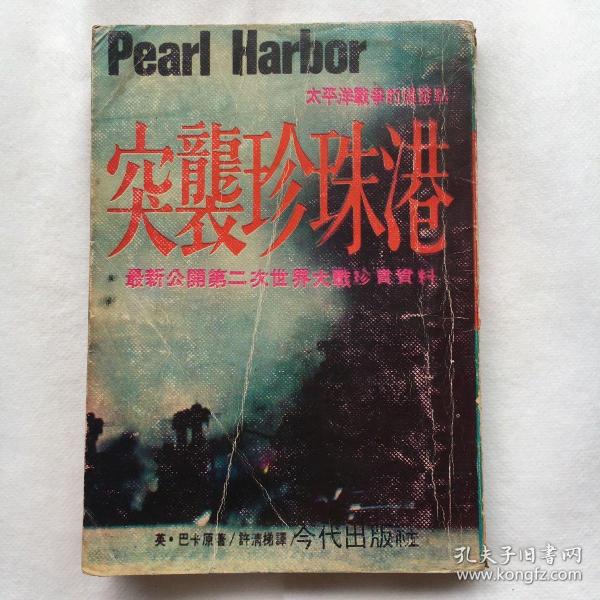 Pearl Harbor
太平洋戰爭的爆發點
突襲珍珠港
最新公開第二次世界大戰珍貴資料
英・巴卡原著/許清梯譯/今代出版社
孔夫子旧书网
www.kongfz.com